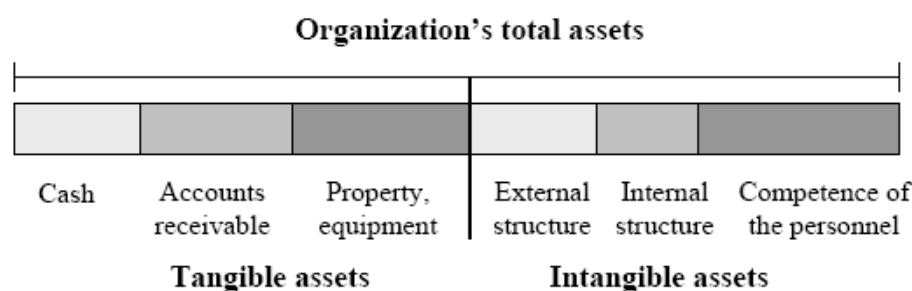 Organization's total assets
Cash
Accounts
receivable
Property,
equipment
External
structure
Internal
structure
Competence of
the personnel
Tangible assets
Intangible assets